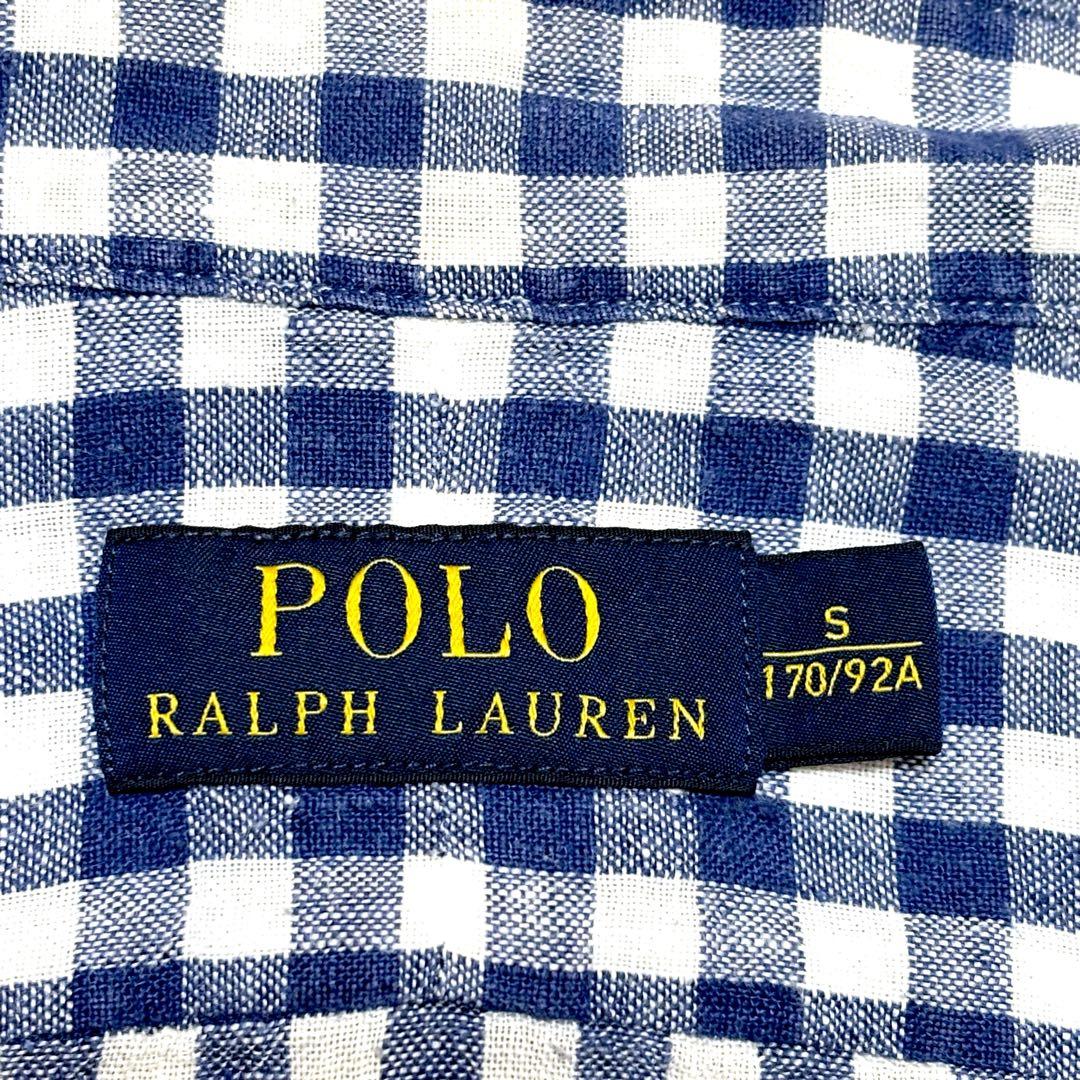 POLO
RALPH LAUREN
S
170/92A